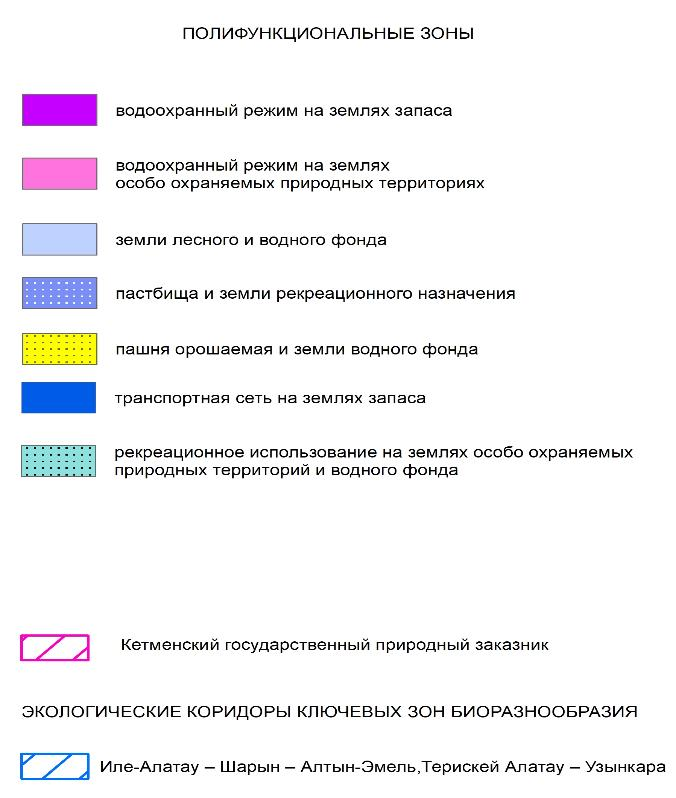 ПОЛИФУНКЦИОНАЛЬНЫЕ ЗОНЫ
водоохранный режим на землях запаса
водоохранный режим на землях
особо охраняемых природных территориях
земли лесного и водного фонда
пастбища и земли рекреационного назначения
пашня орошаемая и земли водного фонда
транспортная сеть на землях запаса
рекреационное использование на землях особо охраняемых
природных территорий и водного фонда
Кетменский государственный природный заказник
ЭКОЛОГИЧЕСКИЕ КОРИДОРЫ КЛЮЧЕВЫХ ЗОН БИОРАЗНООБРАЗИЯ
Иле-Алатау – Шарын – Алтын-Эмель,Терискей Алатау – Узынкара